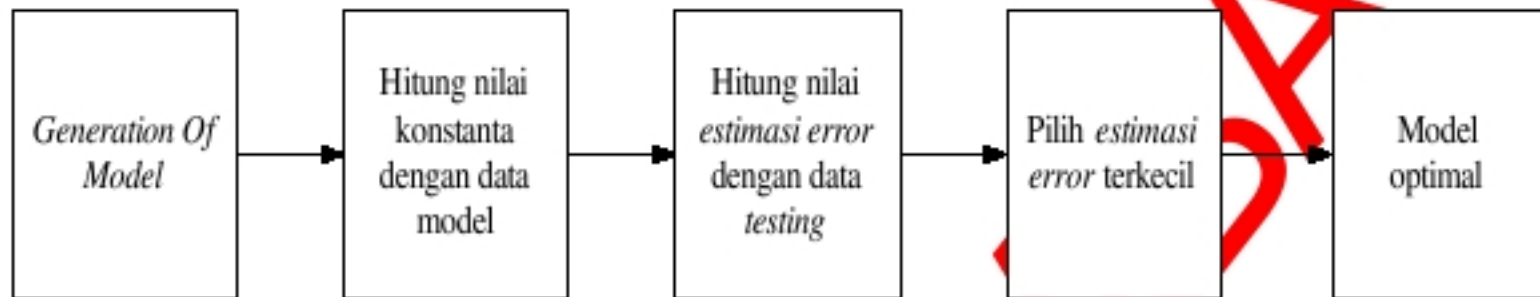 Generation Of
Model
Hitung nilai
konstanta
dengan data
model
Hitung nilai
estimasi error
dengan data
testing
Pilih estimasi
error terkecil
Model
optimal